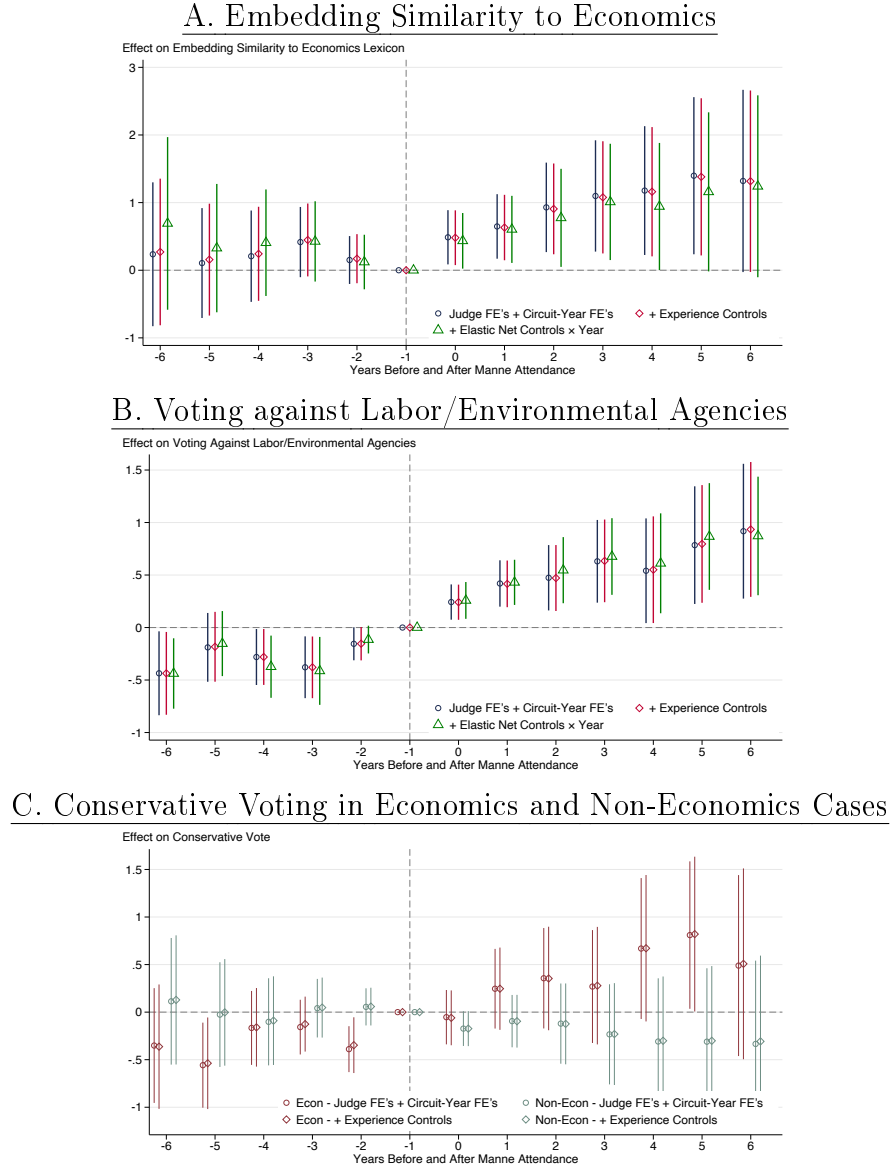 A. Embedding Similarity to Economics
Effect on Embedding Similarity to Economics Lexicon
3
2
1
0
-1
Judge FE's + Circuit-Year FE's
+ Experience Controls
+ Elastic Net Controls × Year
-6 -5 -4 -3 -2 -1 0 1 2 3 4 5 6
Years Before and After Manne Attendance
B. Voting against Labor/Environmental Agencies
Effect on Voting Against Labor/Environmental Agencies
1.5
1
.5
0
-.5
-1
Judge FE's + Circuit-Year FE's
+ Experience Controls
+ Elastic Net Controls × Year
-6 -5 -4 -3 -2 -1 0 1 2 3 4 5 6
Years Before and After Manne Attendance
C. Conservative Voting in Economics and Non-Economics Cases
Effect on Conservative Vote
1.5
1
.5
0
-.5
-1
Econ - Judge FE's + Circuit-Year FE's
Non-Econ - Judge FE's + Circuit-Year FE's
Econ - + Experience Controls
Non-Econ - + Experience Controls
-6 -5 -4 -3 -2 -1 0 1 2 3 4 5 6
Years Before and After Manne Attendance